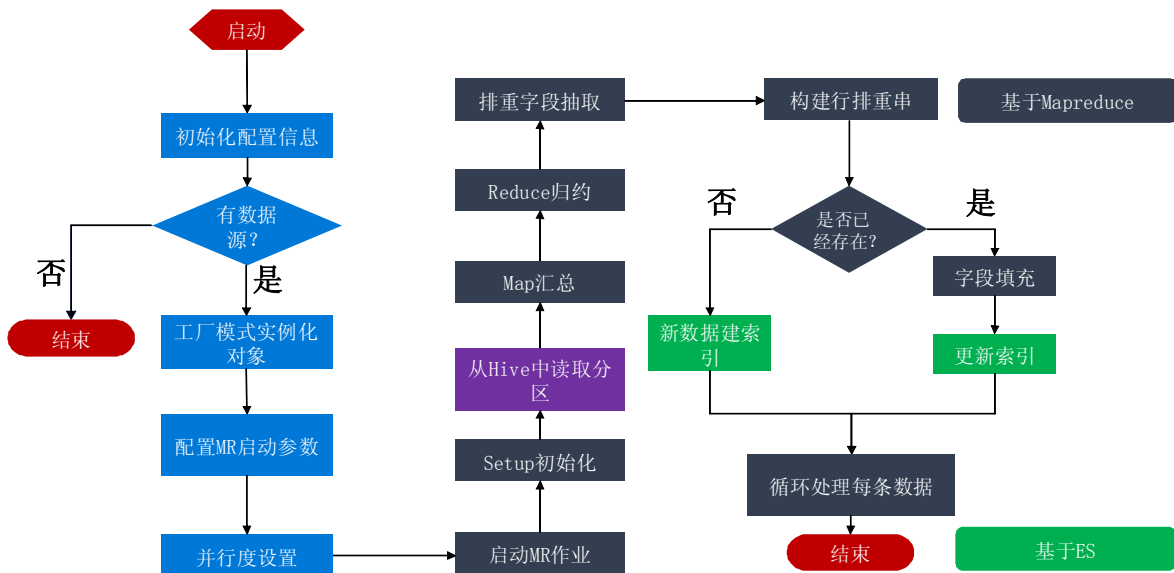 启动
初始化配置信息
有数据
源?
否
是
结束
工厂模式实例化
对象
配置MR启动参数
并行度设置
启动MR作业
Setup初始化
从Hive中读取分
区
Map汇总
Reduce归约
排重字段抽取
构建行排重串
是否已
经存在?
否
是
新数据建索
引
字段填充
更新索引
循环处理每条数据
结束
基于Mapreduce
基于ES